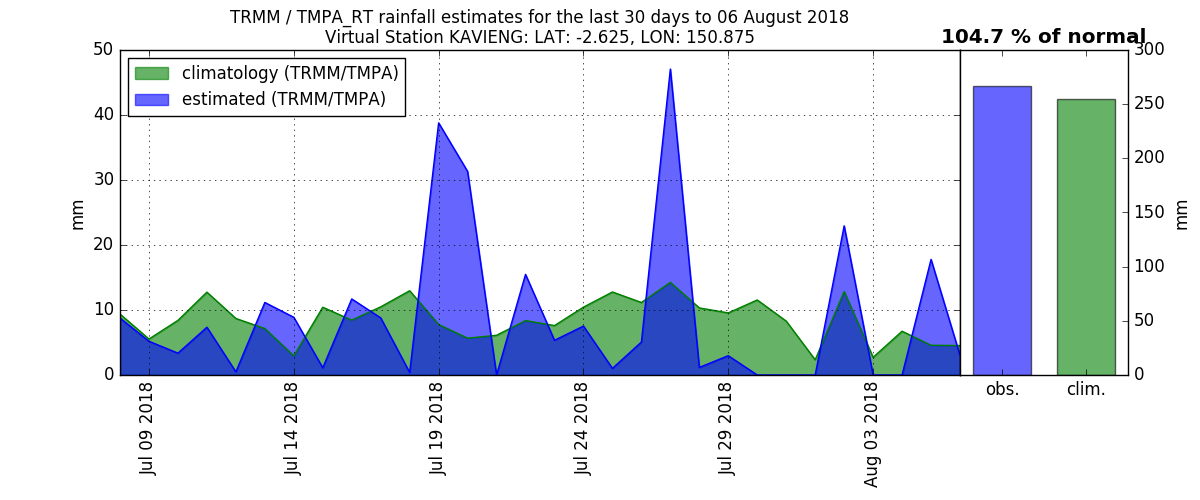 TRMM / TMPA_RT rainfall estimates for the last 30 days to 06 August 2018
Virtual Station KAVIENG: LAT: -2.625, LON: 150.875
104.7 % of normal
climatology (TRMM/TMPA)
estimated (TRMM/TMPA)
50
40
30
20
10
0
mm
Jul 09 2018
Jul 14 2018
Jul 19 2018
Jul 24 2018
Jul 29 2018
Aug 03 2018
obs.
clim.
300
250
200
150
100
50
0
mm